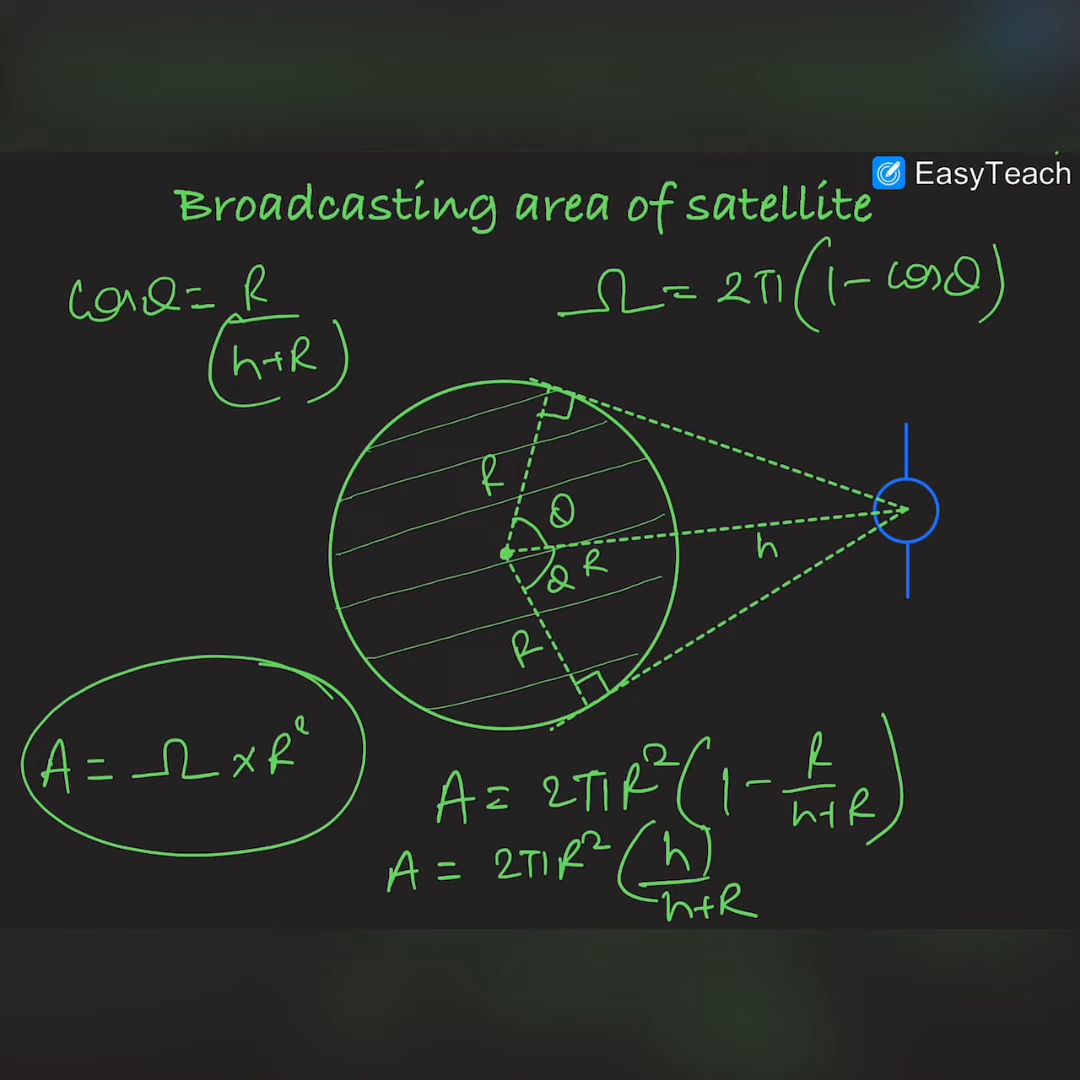 EasyTeach
Broadcasting area of satellite
cosθ = R/(h+R)
Ω = 2π(1 - cosθ)
R
θ
θ R
h
R
A = Ω × R²
A = 2πR² (1 - R/h+R)
A = 2πR² (h/h+R)